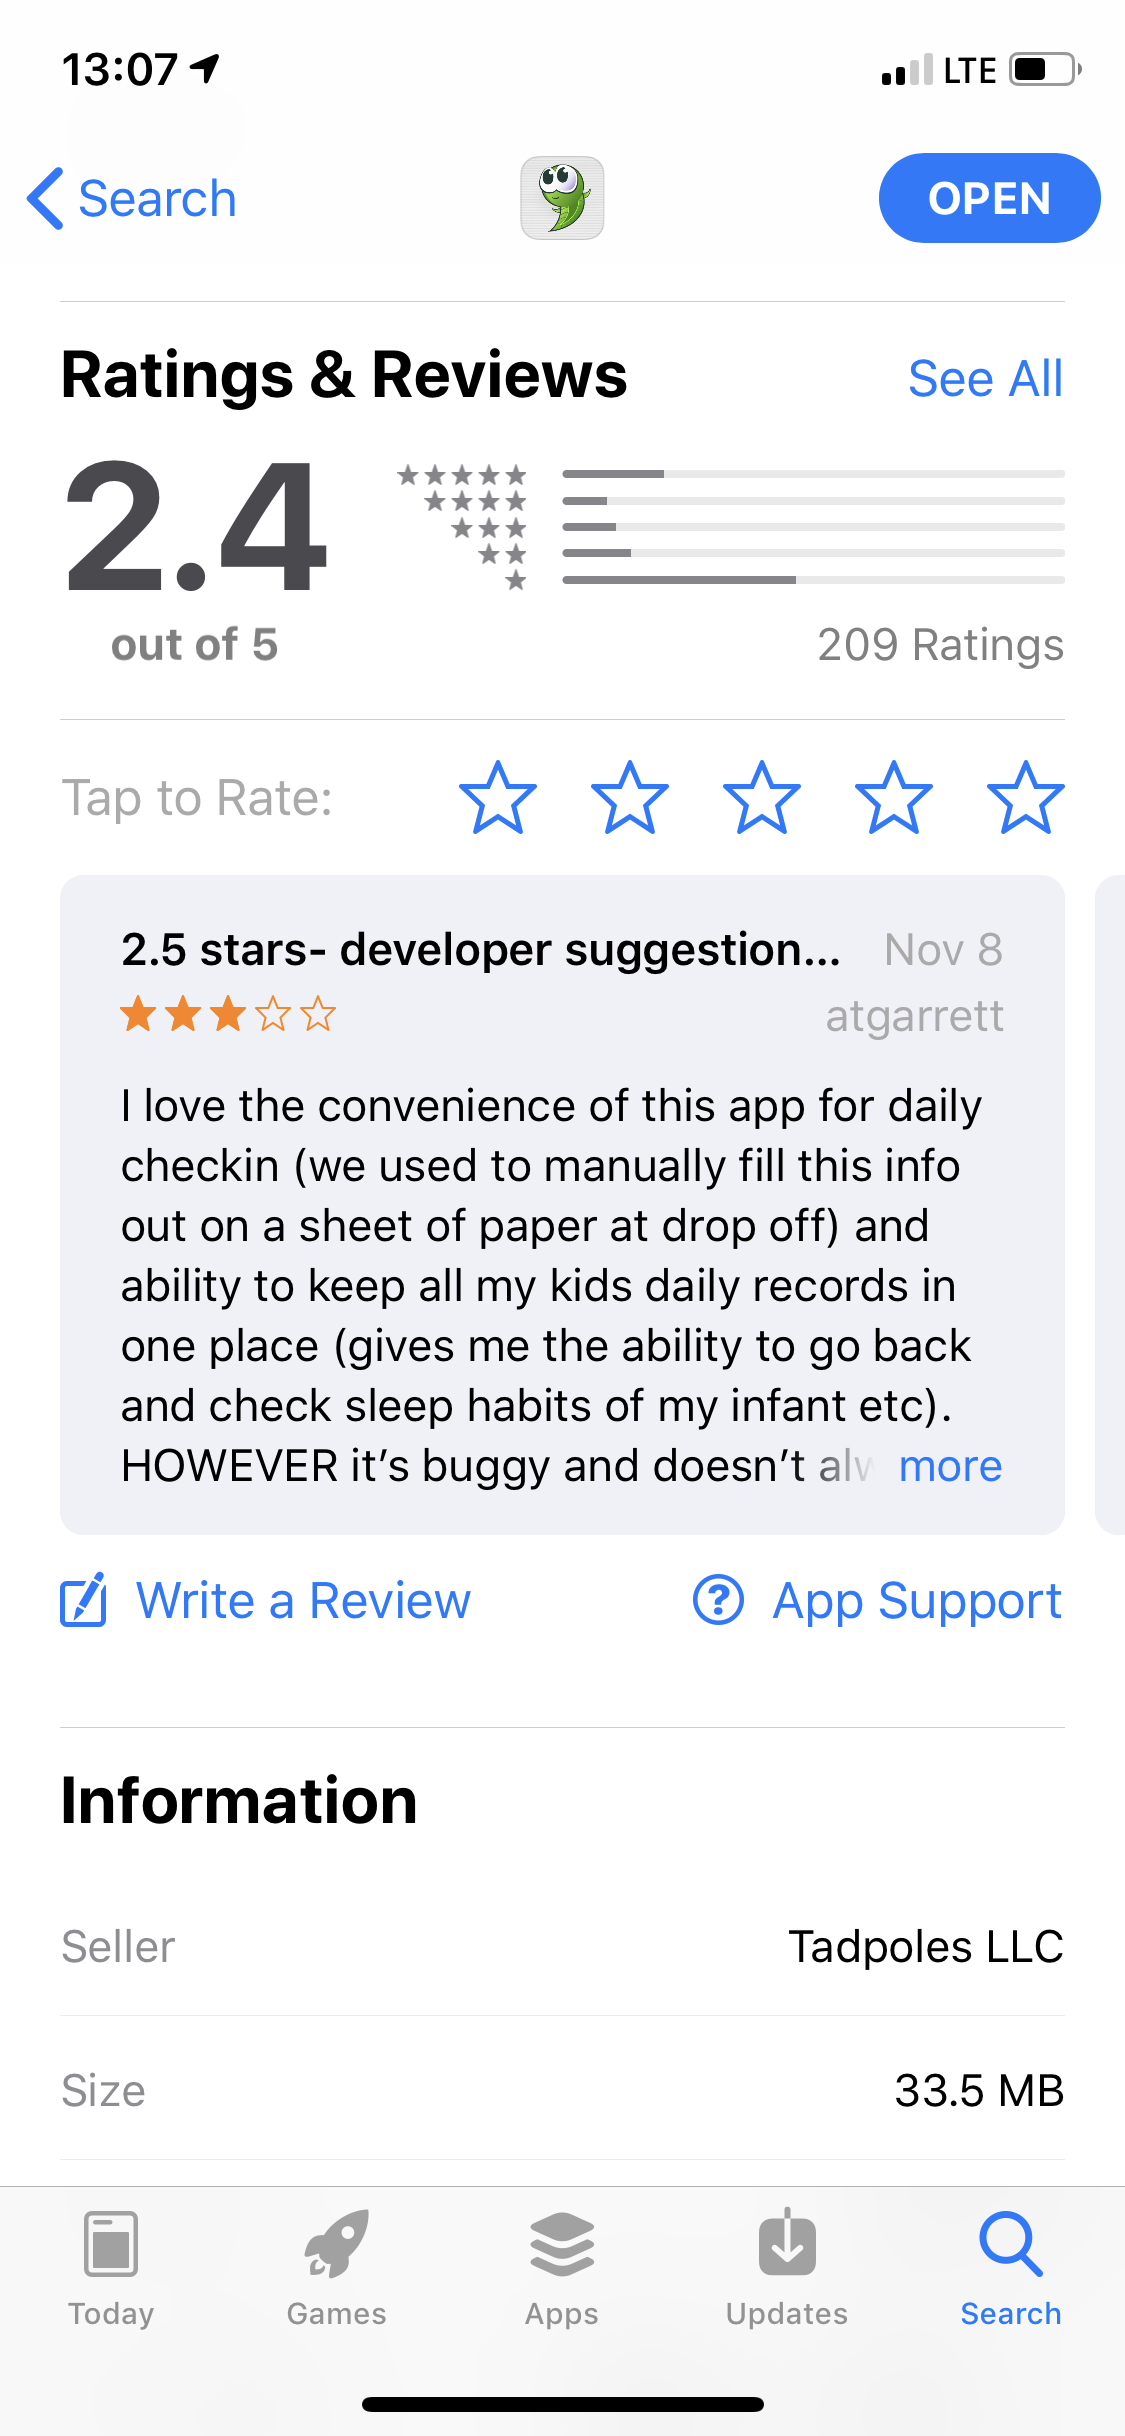 13:07 LTE
Search OPEN
Ratings & Reviews See All
2.4
out of 5 209 Ratings
Tap to Rate:
2.5 stars- developer suggestion... Nov 8
atgarrett
I love the convenience of this app for daily
checkin (we used to manually fill this info
out on a sheet of paper at drop off) and
ability to keep all my kids daily records in
one place (gives me the ability to go back
and check sleep habits of my infant etc).
HOWEVER it’s buggy and doesn’t alw more
Write a Review App Support
Information
Seller Tadpoles LLC
Size 33.5 MB
Today Games Apps Updates Search